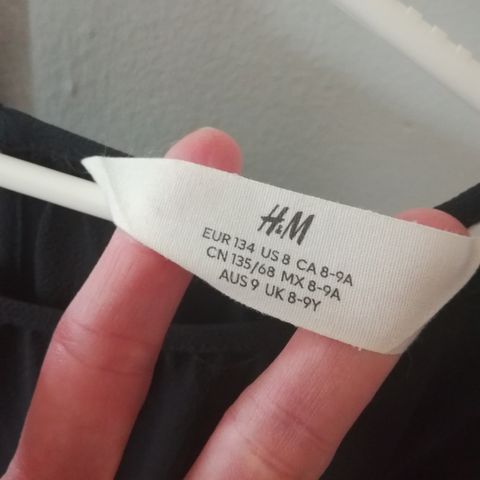 H&M
EUR 134 US 8 CA 8-9A
CN 135/68 MX 8-9A
AUS 9 UK 8-9Y